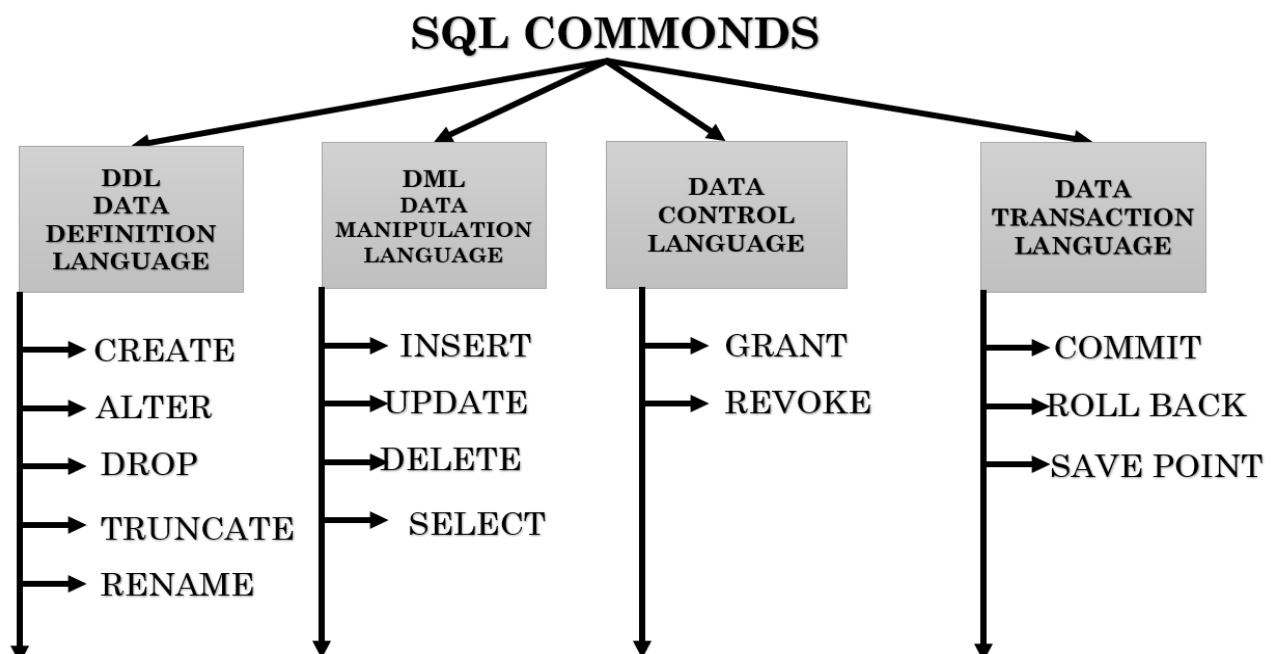 SQL COMMONDS
DDL
DATA
DEFINITION
LANGUAGE
CREATE
ALTER
DROP
TRUNCATE
RENAME
DML
DATA
MANIPULATION
LANGUAGE
INSERT
UPDATE
DELETE
SELECT
DATA
CONTROL
LANGUAGE
GRANT
REVOKE
DATA
TRANSACTION
LANGUAGE
COMMIT
ROLL BACK
SAVE POINT